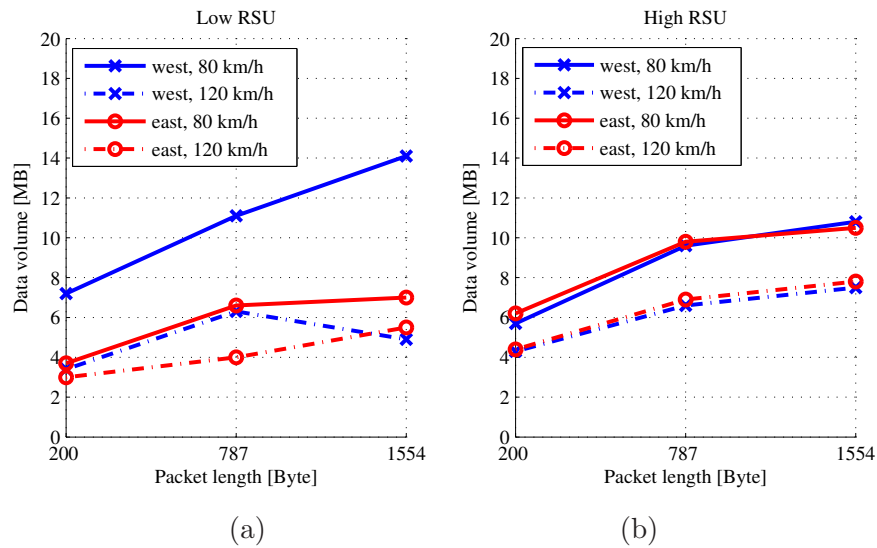 Low RSU
20
18
16
14
12
10
8
6
4
2
0
Data volume [MB]
west, 80 km/h
west, 120 km/h
east, 80 km/h
east, 120 km/h
200
787
1554
Packet length [Byte]
(a)
High RSU
20
18
16
14
12
10
8
6
4
2
0
Data volume [MB]
west, 80 km/h
west, 120 km/h
east, 80 km/h
east, 120 km/h
200
787
1554
Packet length [Byte]
(b)